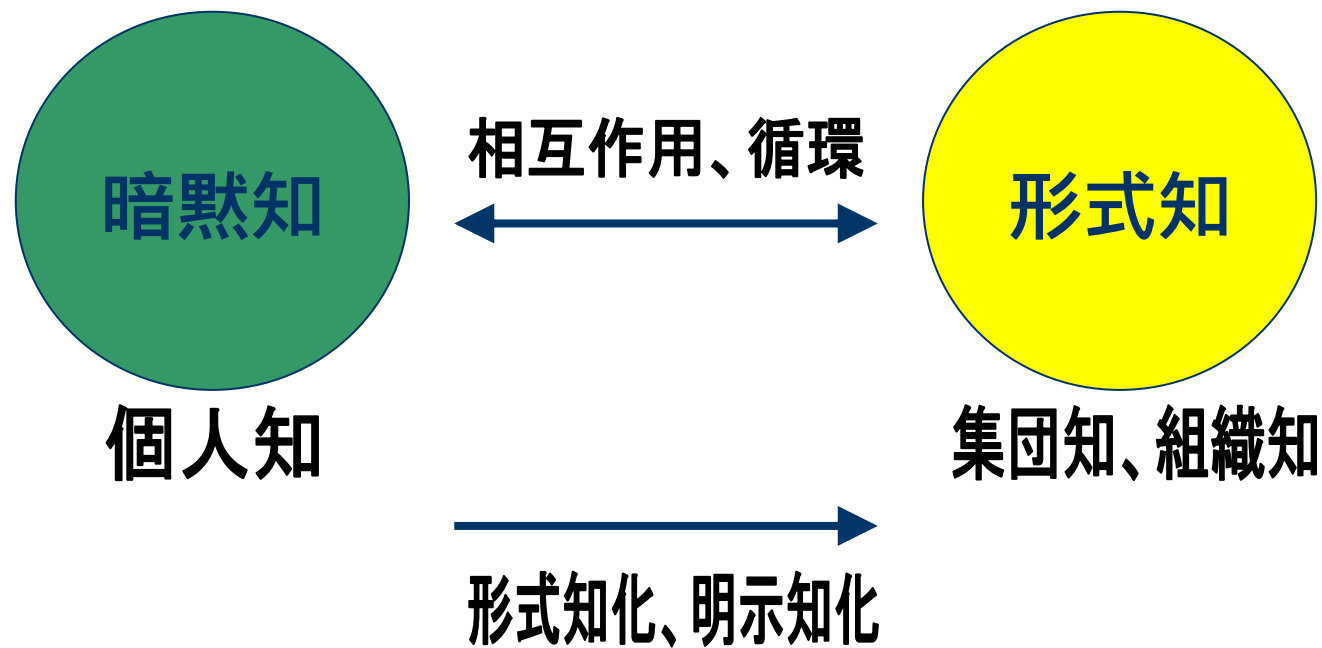 相互作用、循環
暗黙知
形式知
個人知
集団知、組織知
形式知化、明示知化